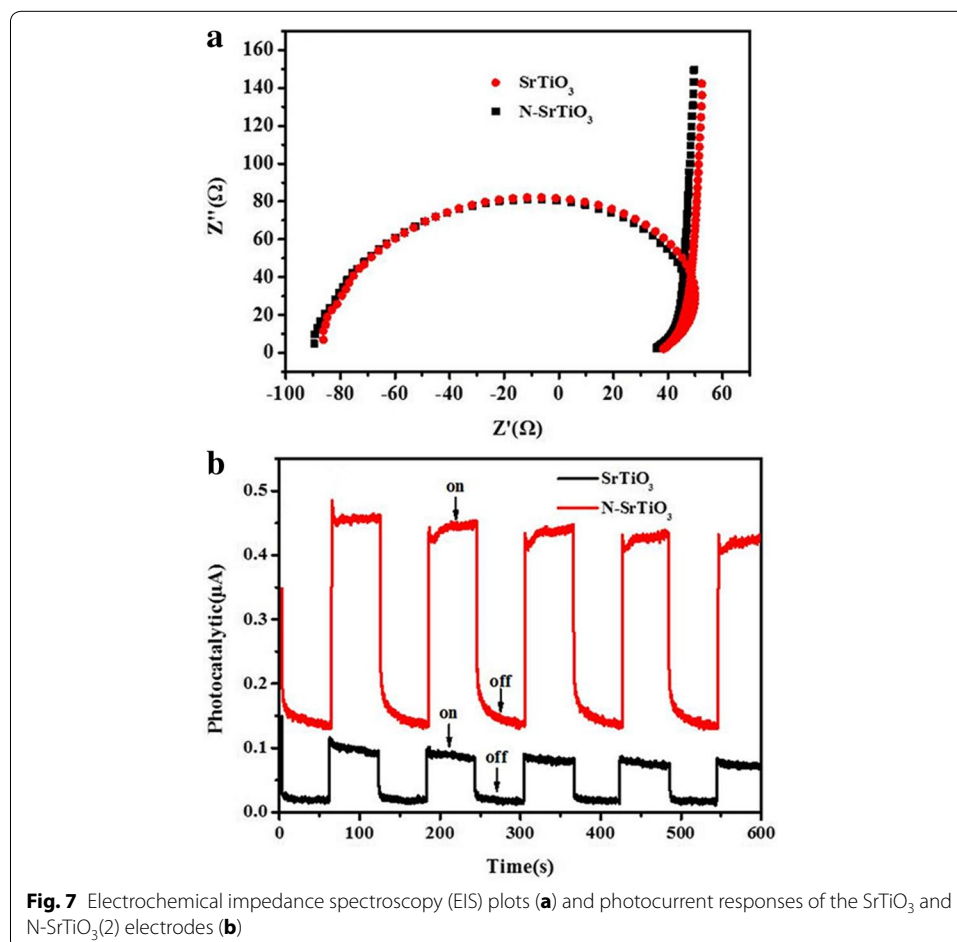 a
160
140
120
100
80
60
40
20
0
Z''(Ω)
SrTiO₃
N-SrTiO₃
-100 -80 -60 -40 -20 0 20 40 60
Z'(Ω)
b
0.5
0.4
0.3
0.2
0.1
0.0
Photocatalytic(μA)
SrTiO₃
N-SrTiO₃
on
off
on
off
0 100 200 300 400 500 600
Time(s)
Fig. 7 Electrochemical impedance spectroscopy (EIS) plots (a) and photocurrent responses of the SrTiO₃ and
N-SrTiO₃(2) electrodes (b)